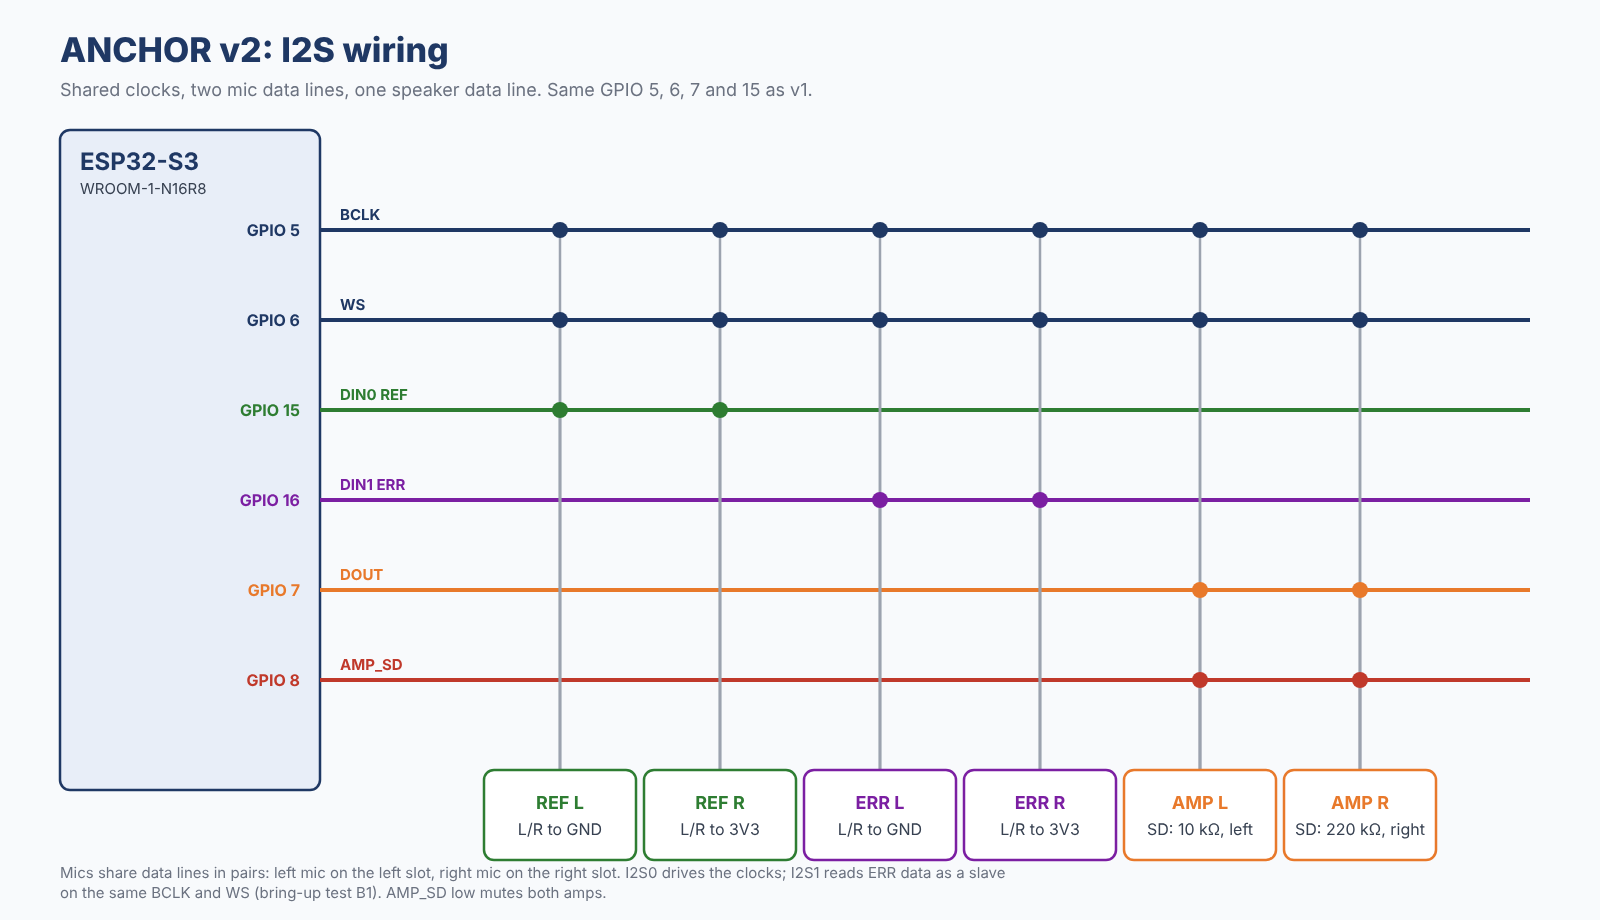 ANCHOR v2: I2S wiring
Shared clocks, two mic data lines, one speaker data line. Same GPIO 5, 6, 7 and 15 as v1.
ESP32-S3
WROOM-1-N16R8
BCLK
GPIO 5
WS
GPIO 6
DIN0 REF
GPIO 15
DIN1 ERR
GPIO 16
DOUT
GPIO 7
AMP_SD
GPIO 8
REF L
L/R to GND
REF R
L/R to 3V3
ERR L
L/R to GND
ERR R
L/R to 3V3
AMP L
SD: 10 kΩ, left
AMP R
SD: 220 kΩ, right
Mics share data lines in pairs: left mic on the left slot, right mic on the right slot. I2S0 drives the clocks; I2S1 reads ERR data as a slave
on the same BCLK and WS (bring-up test B1). AMP_SD low mutes both amps.